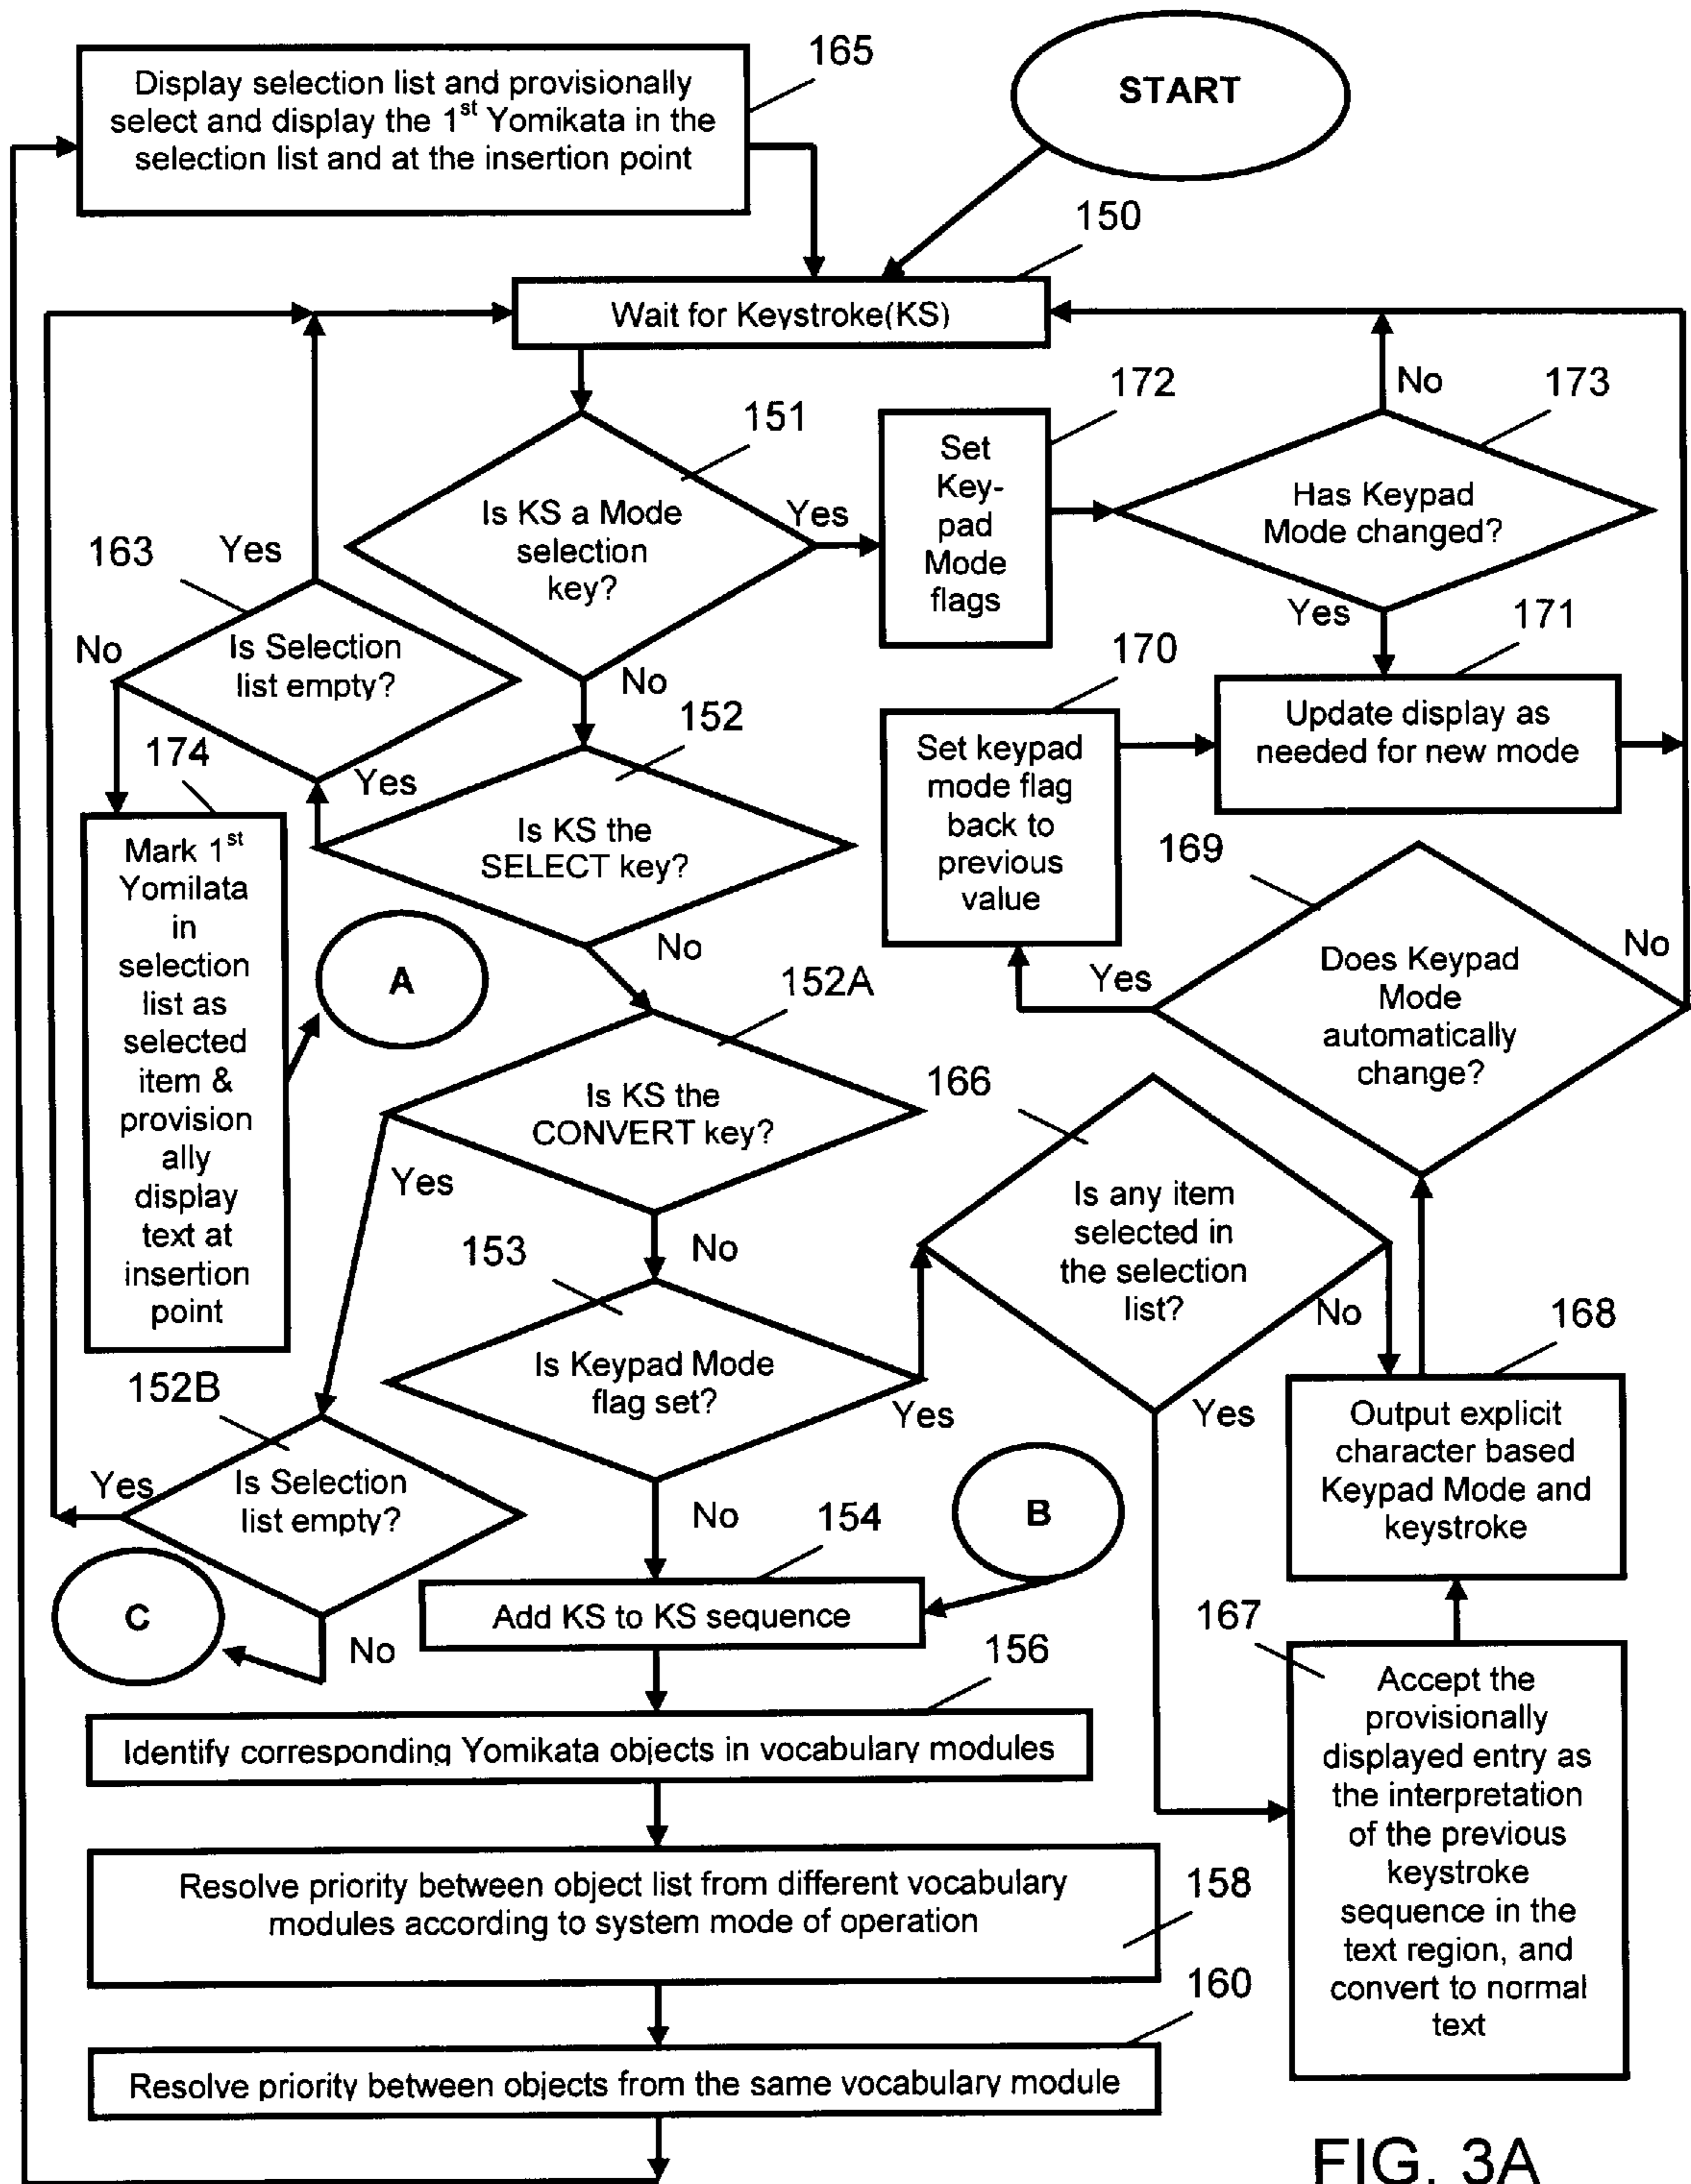 165
Display selection list and provisionally
select and display the 1st Yomikata in the
selection list and at the insertion point
START
150
Wait for Keystroke(KS)
151
Is KS a Mode
selection
key?
Yes
No
172
Set
Key-
pad
Mode
flags
173
Has Keypad
Mode changed?
No
Yes
171
Update display as
needed for new mode
170
Set keypad
mode flag
back to
previous
value
163
Is Selection
list empty?
Yes
No
152
Is KS the
SELECT key?
Yes
No
174
Mark 1st
Yomilata
in
selection
list as
selected
item &
provision
ally
display
text at
insertion
point
A
169
Does Keypad
Mode
automatically
change?
Yes
No
152A
Is KS the
CONVERT key?
Yes
No
166
Is any item
selected in
the selection
list?
No
Yes
153
Is Keypad Mode
flag set?
Yes
No
168
Output explicit
character based
Keypad Mode and
keystroke
152B
Is Selection
list empty?
Yes
No
C
B
154
Add KS to KS sequence
167
Accept the
provisionally
displayed entry as
the interpretation
of the previous
keystroke
sequence in the
text region, and
convert to normal
text
156
Identify corresponding Yomikata objects in vocabulary modules
158
Resolve priority between object list from different vocabulary
modules according to system mode of operation
160
Resolve priority between objects from the same vocabulary module
FIG. 3A